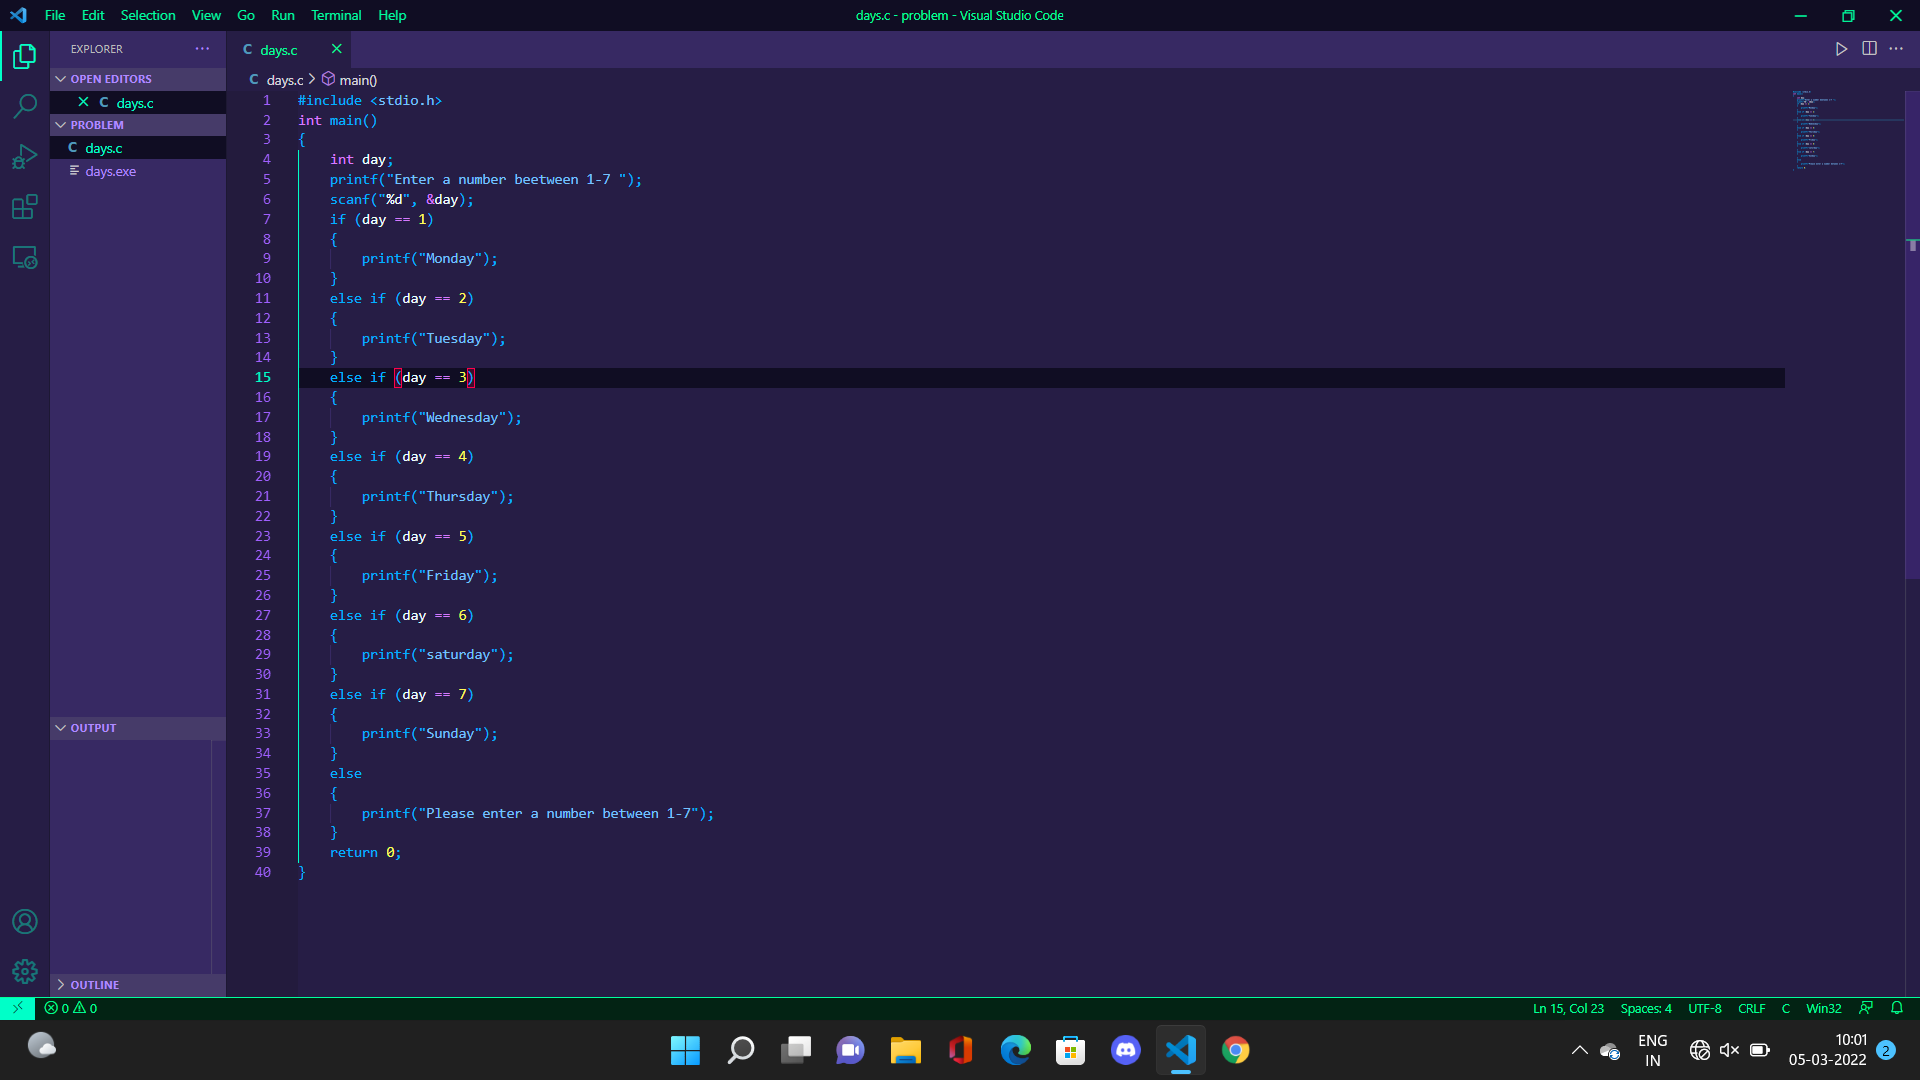 File Edit Selection View Go Run Terminal Help
days.c - problem - Visual Studio Code
EXPLORER
OPEN EDITORS
C days.c
PROBLEM
C days.c
days.exe
OUTPUT
OUTLINE
C days.c
C days.c > main()
1 #include <stdio.h>
2 int main()
3 {
4     int day;
5     printf("Enter a number beetween 1-7 ");
6     scanf("%d", &day);
7     if (day == 1)
8     {
9         printf("Monday");
10     }
11     else if (day == 2)
12     {
13         printf("Tuesday");
14     }
15     else if (day == 3)
16     {
17         printf("Wednesday");
18     }
19     else if (day == 4)
20     {
21         printf("Thursday");
22     }
23     else if (day == 5)
24     {
25         printf("Friday");
26     }
27     else if (day == 6)
28     {
29         printf("saturday");
30     }
31     else if (day == 7)
32     {
33         printf("Sunday");
34     }
35     else
36     {
37         printf("Please enter a number between 1-7");
38     }
39     return 0;
40 }
0 0
Ln 15, Col 23 Spaces: 4 UTF-8 CRLF C Win32
ENG
IN
10:01
05-03-2022
2